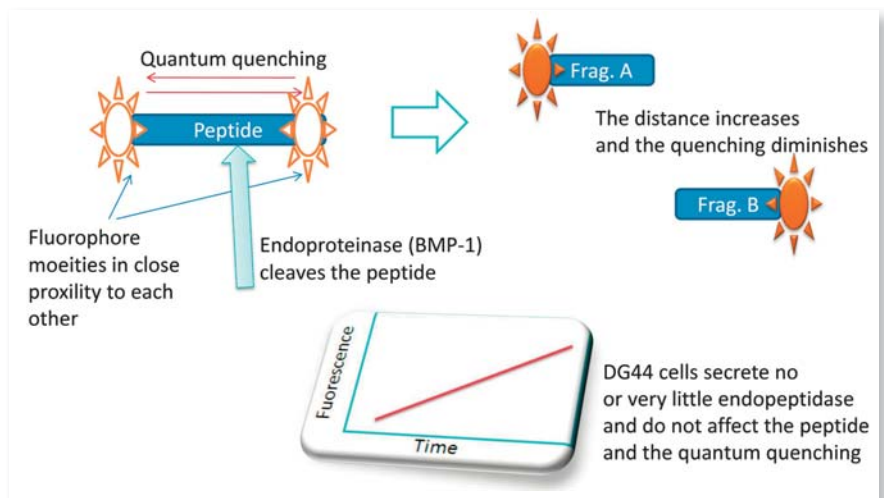 Quantum quenching
Peptide
Fluorophore
moeities in close
proxility to each
other
Endoproteinase (BMP-1)
cleaves the peptide
Frag. A
The distance increases
and the quenching diminishes
Frag. B
Fuorescence
Time
DG44 cells secrete no
or very little endopeptidase
and do not affect the peptide
and the quantum quenching